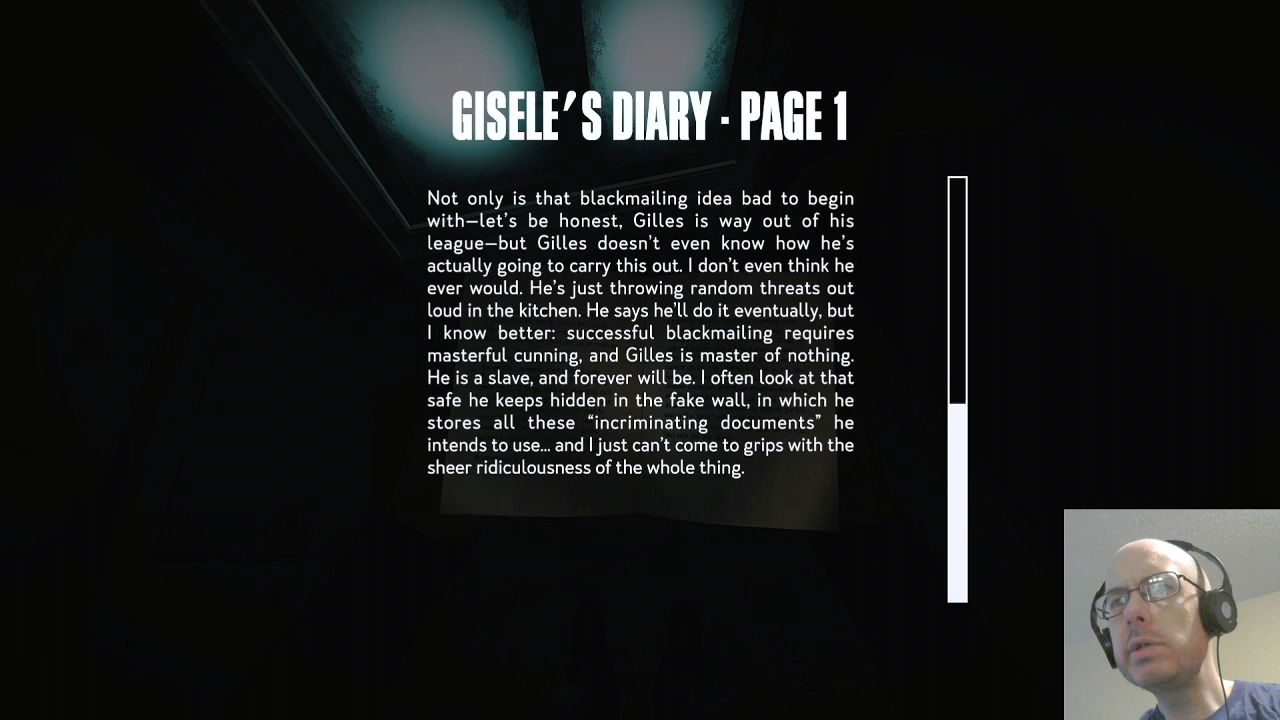 GISELE'S DIARY · PAGE 1
Not only is that blackmailing idea bad to begin
with—let's be honest, Gilles is way out of his
league—but Gilles doesn't even know how he's
actually going to carry this out. I don't even think he
ever would. He's just throwing random threats out
loud in the kitchen. He says he'll do it eventually, but
I know better: successful blackmailing requires
masterful cunning, and Gilles is master of nothing.
He is a slave, and forever will be. I often look at that
safe he keeps hidden in the fake wall, in which he
stores all these “incriminating documents” he
intends to use... and I just can't come to grips with the
sheer ridiculousness of the whole thing.